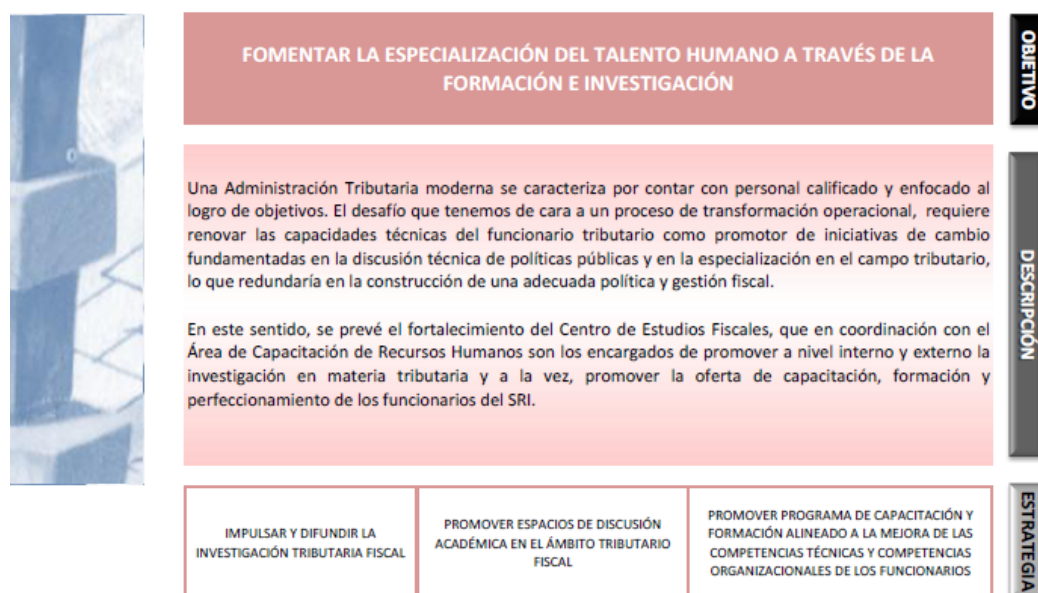 FOMENTAR LA ESPECIALIZACIÓN DEL TALENTO HUMANO A TRAVÉS DE LA
FORMACIÓN E INVESTIGACIÓN
OBJETIVO
Una Administración Tributaria moderna se caracteriza por contar con personal calificado y enfocado al
logro de objetivos. El desafío que tenemos de cara a un proceso de transformación operacional, requiere
renovar las capacidades técnicas del funcionario tributario como promotor de iniciativas de cambio
fundamentadas en la discusión técnica de políticas públicas y en la especialización en el campo tributario,
lo que redundaría en la construcción de una adecuada política y gestión fiscal.
En este sentido, se prevé el fortalecimiento del Centro de Estudios Fiscales, que en coordinación con el
Área de Capacitación de Recursos Humanos son los encargados de promover a nivel interno y externo la
investigación en materia tributaria y a la vez, promover la oferta de capacitación, formación y
perfeccionamiento de los funcionarios del SRI.
DESCRIPCIÓN
IMPULSAR Y DIFUNDIR LA
INVESTIGACIÓN TRIBUTARIA FISCAL
PROMOVER ESPACIOS DE DISCUSIÓN
ACADÉMICA EN EL ÁMBITO TRIBUTARIO
FISCAL
PROMOVER PROGRAMA DE CAPACITACIÓN Y
FORMACIÓN ALINEADO A LA MEJORA DE LAS
COMPETENCIAS TÉCNICAS Y COMPETENCIAS
ORGANIZACIONALES DE LOS FUNCIONARIOS
ESTRATEGIA